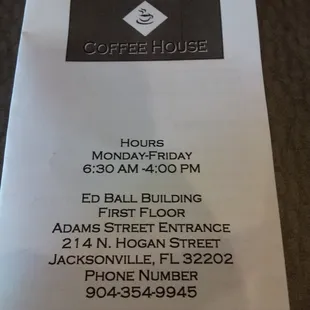 Coffee House
Hours
Monday-Friday
6:30 AM -4:00 PM
Ed Ball Building
First Floor
Adams Street Entrance
214 N. Hogan Street
Jacksonville, FL 32202
Phone Number
904-354-9945